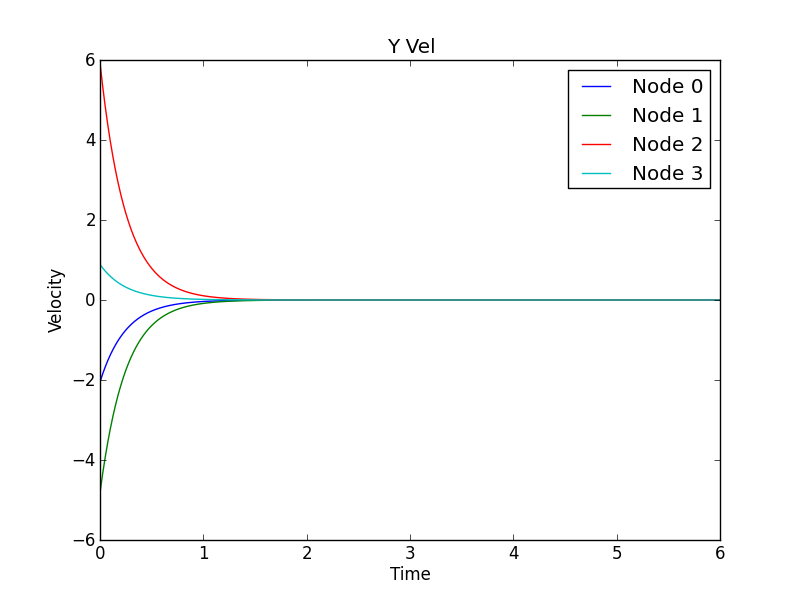 Y Vel
6
4
2
0
−2
−4
−6
Velocity
Node 0
Node 1
Node 2
Node 3
0 1 2 3 4 5 6
Time